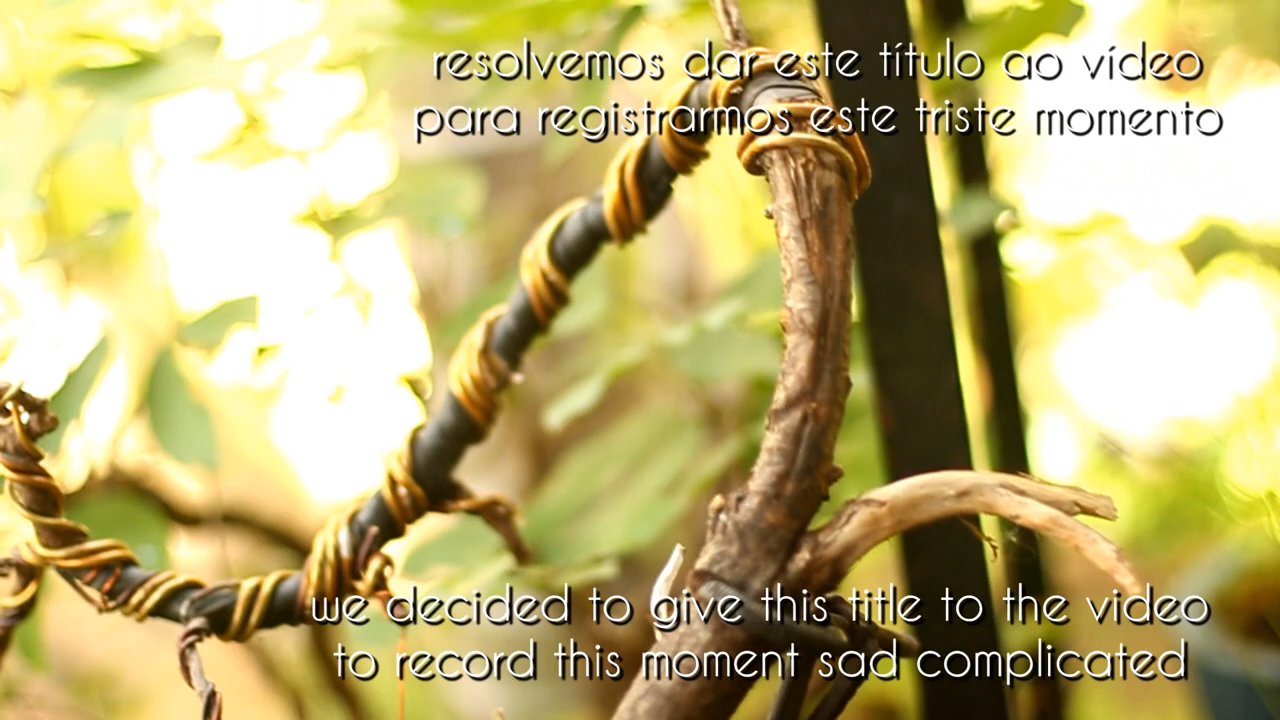 resolvemos dar este título ao vídeo
para registrarmos este triste momento
we decided to give this title to the video
to record this moment sad complicated